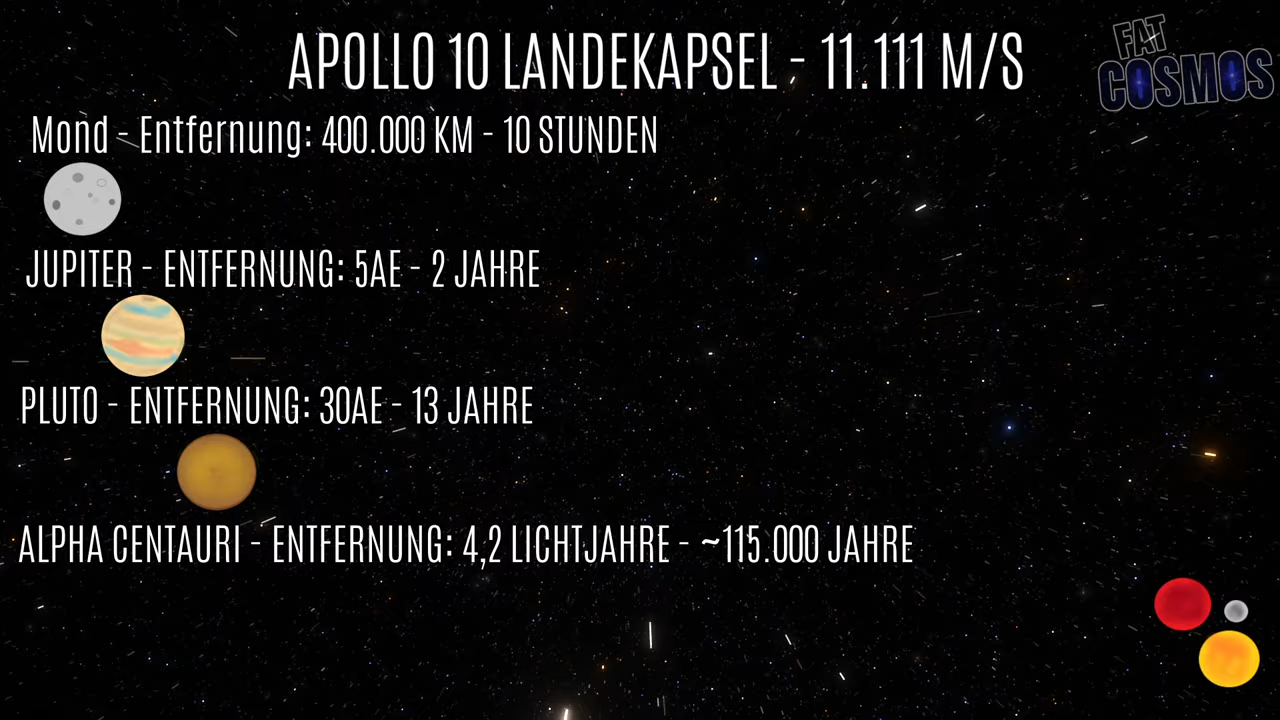 APOLLO 10 LANDEKAPSEL - 11.111 M/S
FAT
COSMOS
Mond - Entfernung: 400.000 KM - 10 STUNDEN
JUPITER - ENTFERNUNG: 5AE - 2 JAHRE
PLUTO - ENTFERNUNG: 30AE - 13 JAHRE
ALPHA CENTAURI - ENTFERNUNG: 4,2 LICHTJAHRE - ~115.000 JAHRE